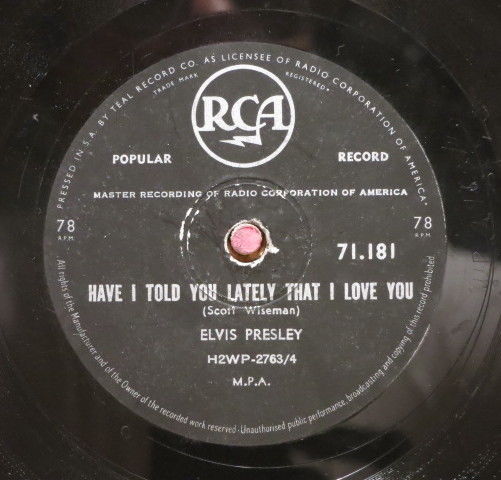 PRESSED IN S.A. BY TEAL RECORD CO. AS LICENSEE OF RADIO CORPORATION OF AMERICA
TRADE MARK
REGISTERED
RCA
POPULAR RECORD
MASTER RECORDING OF RADIO CORPORATION OF AMERICA
78 78
R.P.M. R.P.M.
71.181
HAVE I TOLD YOU LATELY THAT I LOVE YOU
(Scott Wiseman)
ELVIS PRESLEY
H2WP-2763/4
M.P.A.
All rights of the Manufacturer and of the Owner of the recorded work reserved · Unauthorised public performance, broadcasting and copying of this record prohibited